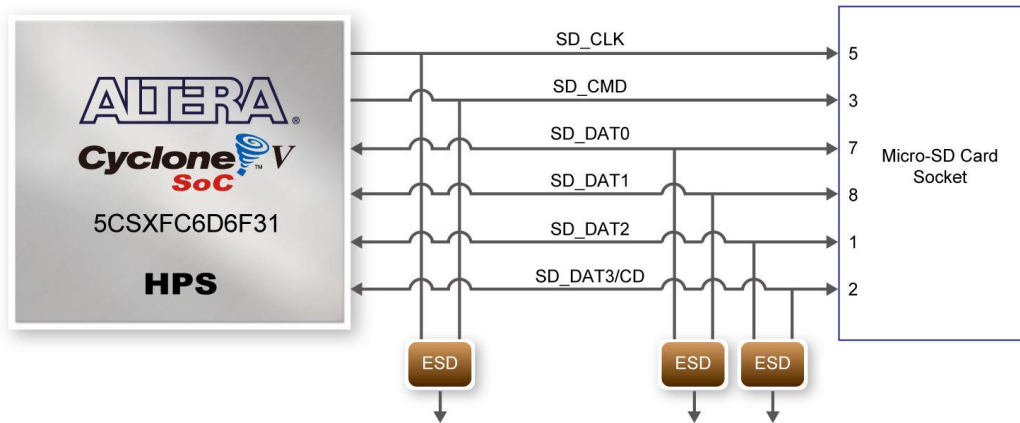 ALTERA®
Cyclone™ V
SoC
5CSXFC6D6F31
HPS
SD_CLK
5
SD_CMD
3
SD_DAT0
7
SD_DAT1
8
SD_DAT2
1
SD_DAT3/CD
2
Micro-SD Card
Socket
ESD
ESD
ESD